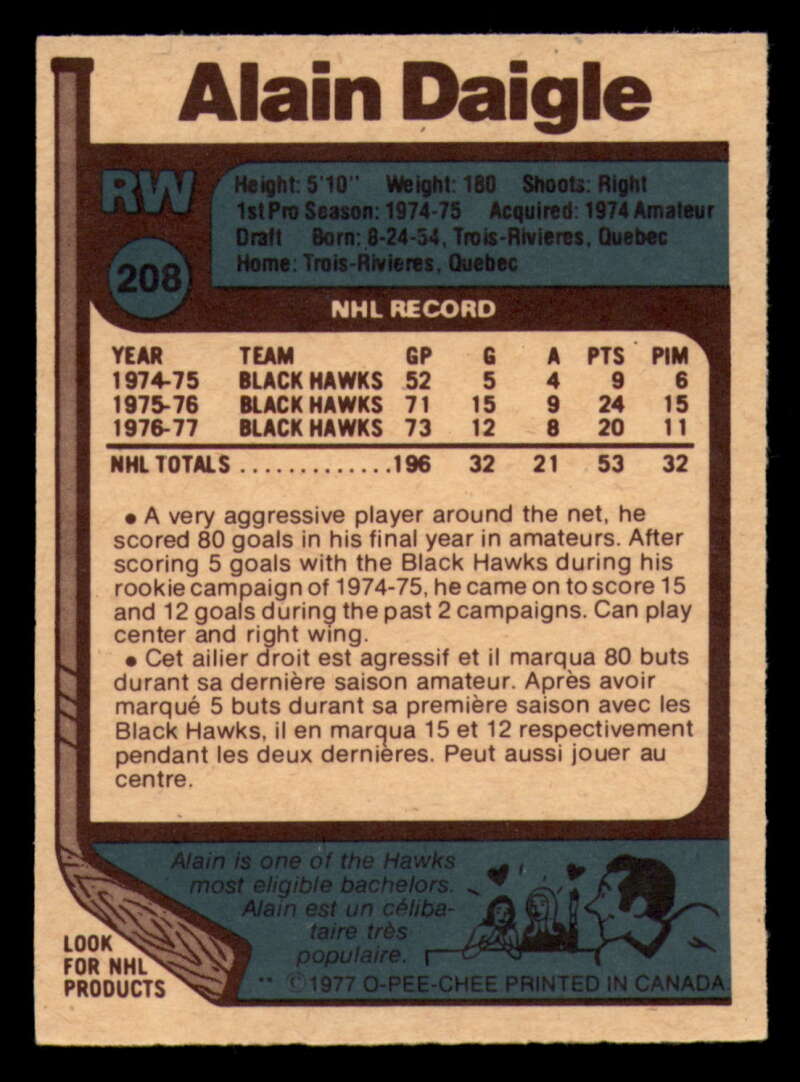 Alain Daigle
RW
Height: 5'10" Weight: 180 Shoots: Right
1st Pro Season: 1974-75 Acquired: 1974 Amateur
Draft Born: 8-24-54, Trois-Rivieres, Quebec
Home: Trois-Rivieres, Quebec
208
NHL RECORD
YEAR TEAM GP G A PTS PIM
1974-75 BLACK HAWKS 52 5 4 9 6
1975-76 BLACK HAWKS 71 15 9 24 15
1976-77 BLACK HAWKS 73 12 8 20 11
NHL TOTALS .............196 32 21 53 32
• A very aggressive player around the net, he
scored 80 goals in his final year in amateurs. After
scoring 5 goals with the Black Hawks during his
rookie campaign of 1974-75, he came on to score 15
and 12 goals during the past 2 campaigns. Can play
center and right wing.
• Cet ailier droit est agressif et il marqua 80 buts
durant sa dernière saison amateur. Après avoir
marqué 5 buts durant sa première saison avec les
Black Hawks, il en marqua 15 et 12 respectivement
pendant les deux dernières. Peut aussi jouer au
centre.
Alain is one of the Hawks
most eligible bachelors.
Alain est un céliba-
taire très
populaire.
LOOK
FOR NHL
PRODUCTS
** ©1977 O-PEE-CHEE PRINTED IN CANADA